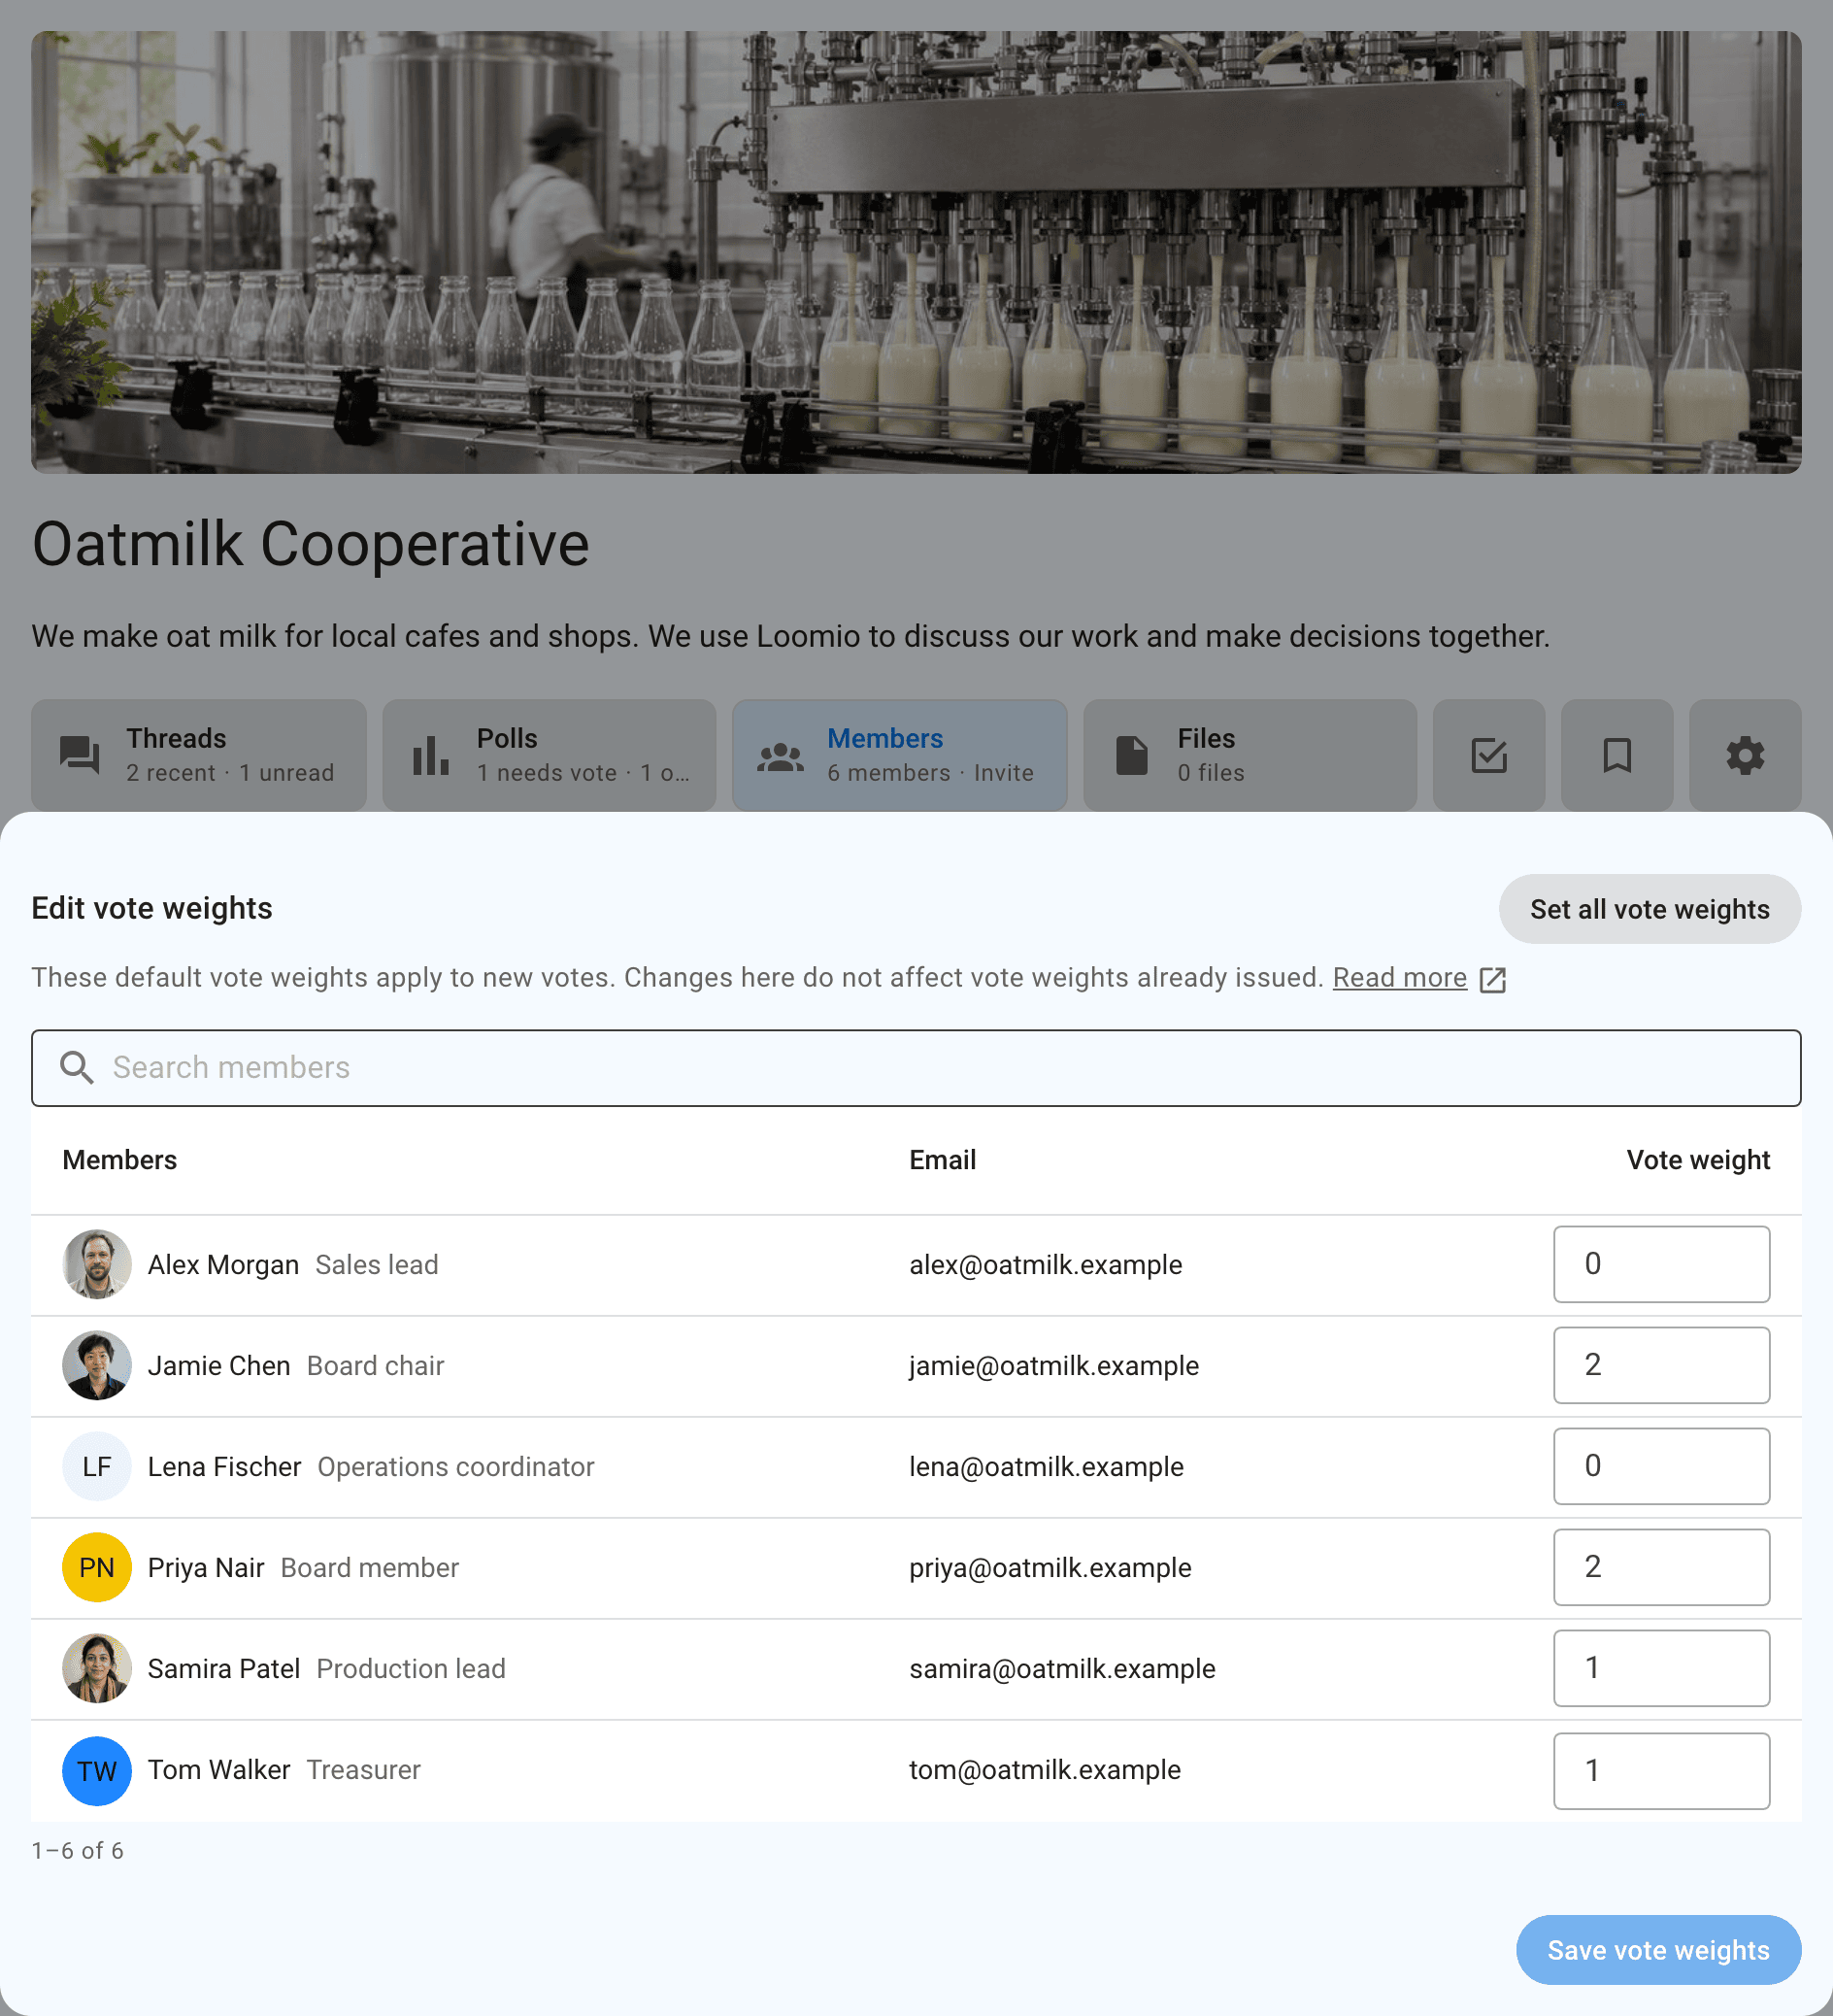 Oatmilk Cooperative
We make oat milk for local cafes and shops. We use Loomio to discuss our work and make decisions together.
Threads
2 recent · 1 unread
Polls
1 needs vote · 1 o...
Members
6 members · Invite
Files
0 files
Edit vote weights
Set all vote weights
These default vote weights apply to new votes. Changes here do not affect vote weights already issued. Read more
Search members
Members Email Vote weight
Alex Morgan Sales lead alex@oatmilk.example 0
Jamie Chen Board chair jamie@oatmilk.example 2
LF Lena Fischer Operations coordinator lena@oatmilk.example 0
PN Priya Nair Board member priya@oatmilk.example 2
Samira Patel Production lead samira@oatmilk.example 1
TW Tom Walker Treasurer tom@oatmilk.example 1
1–6 of 6
Save vote weights